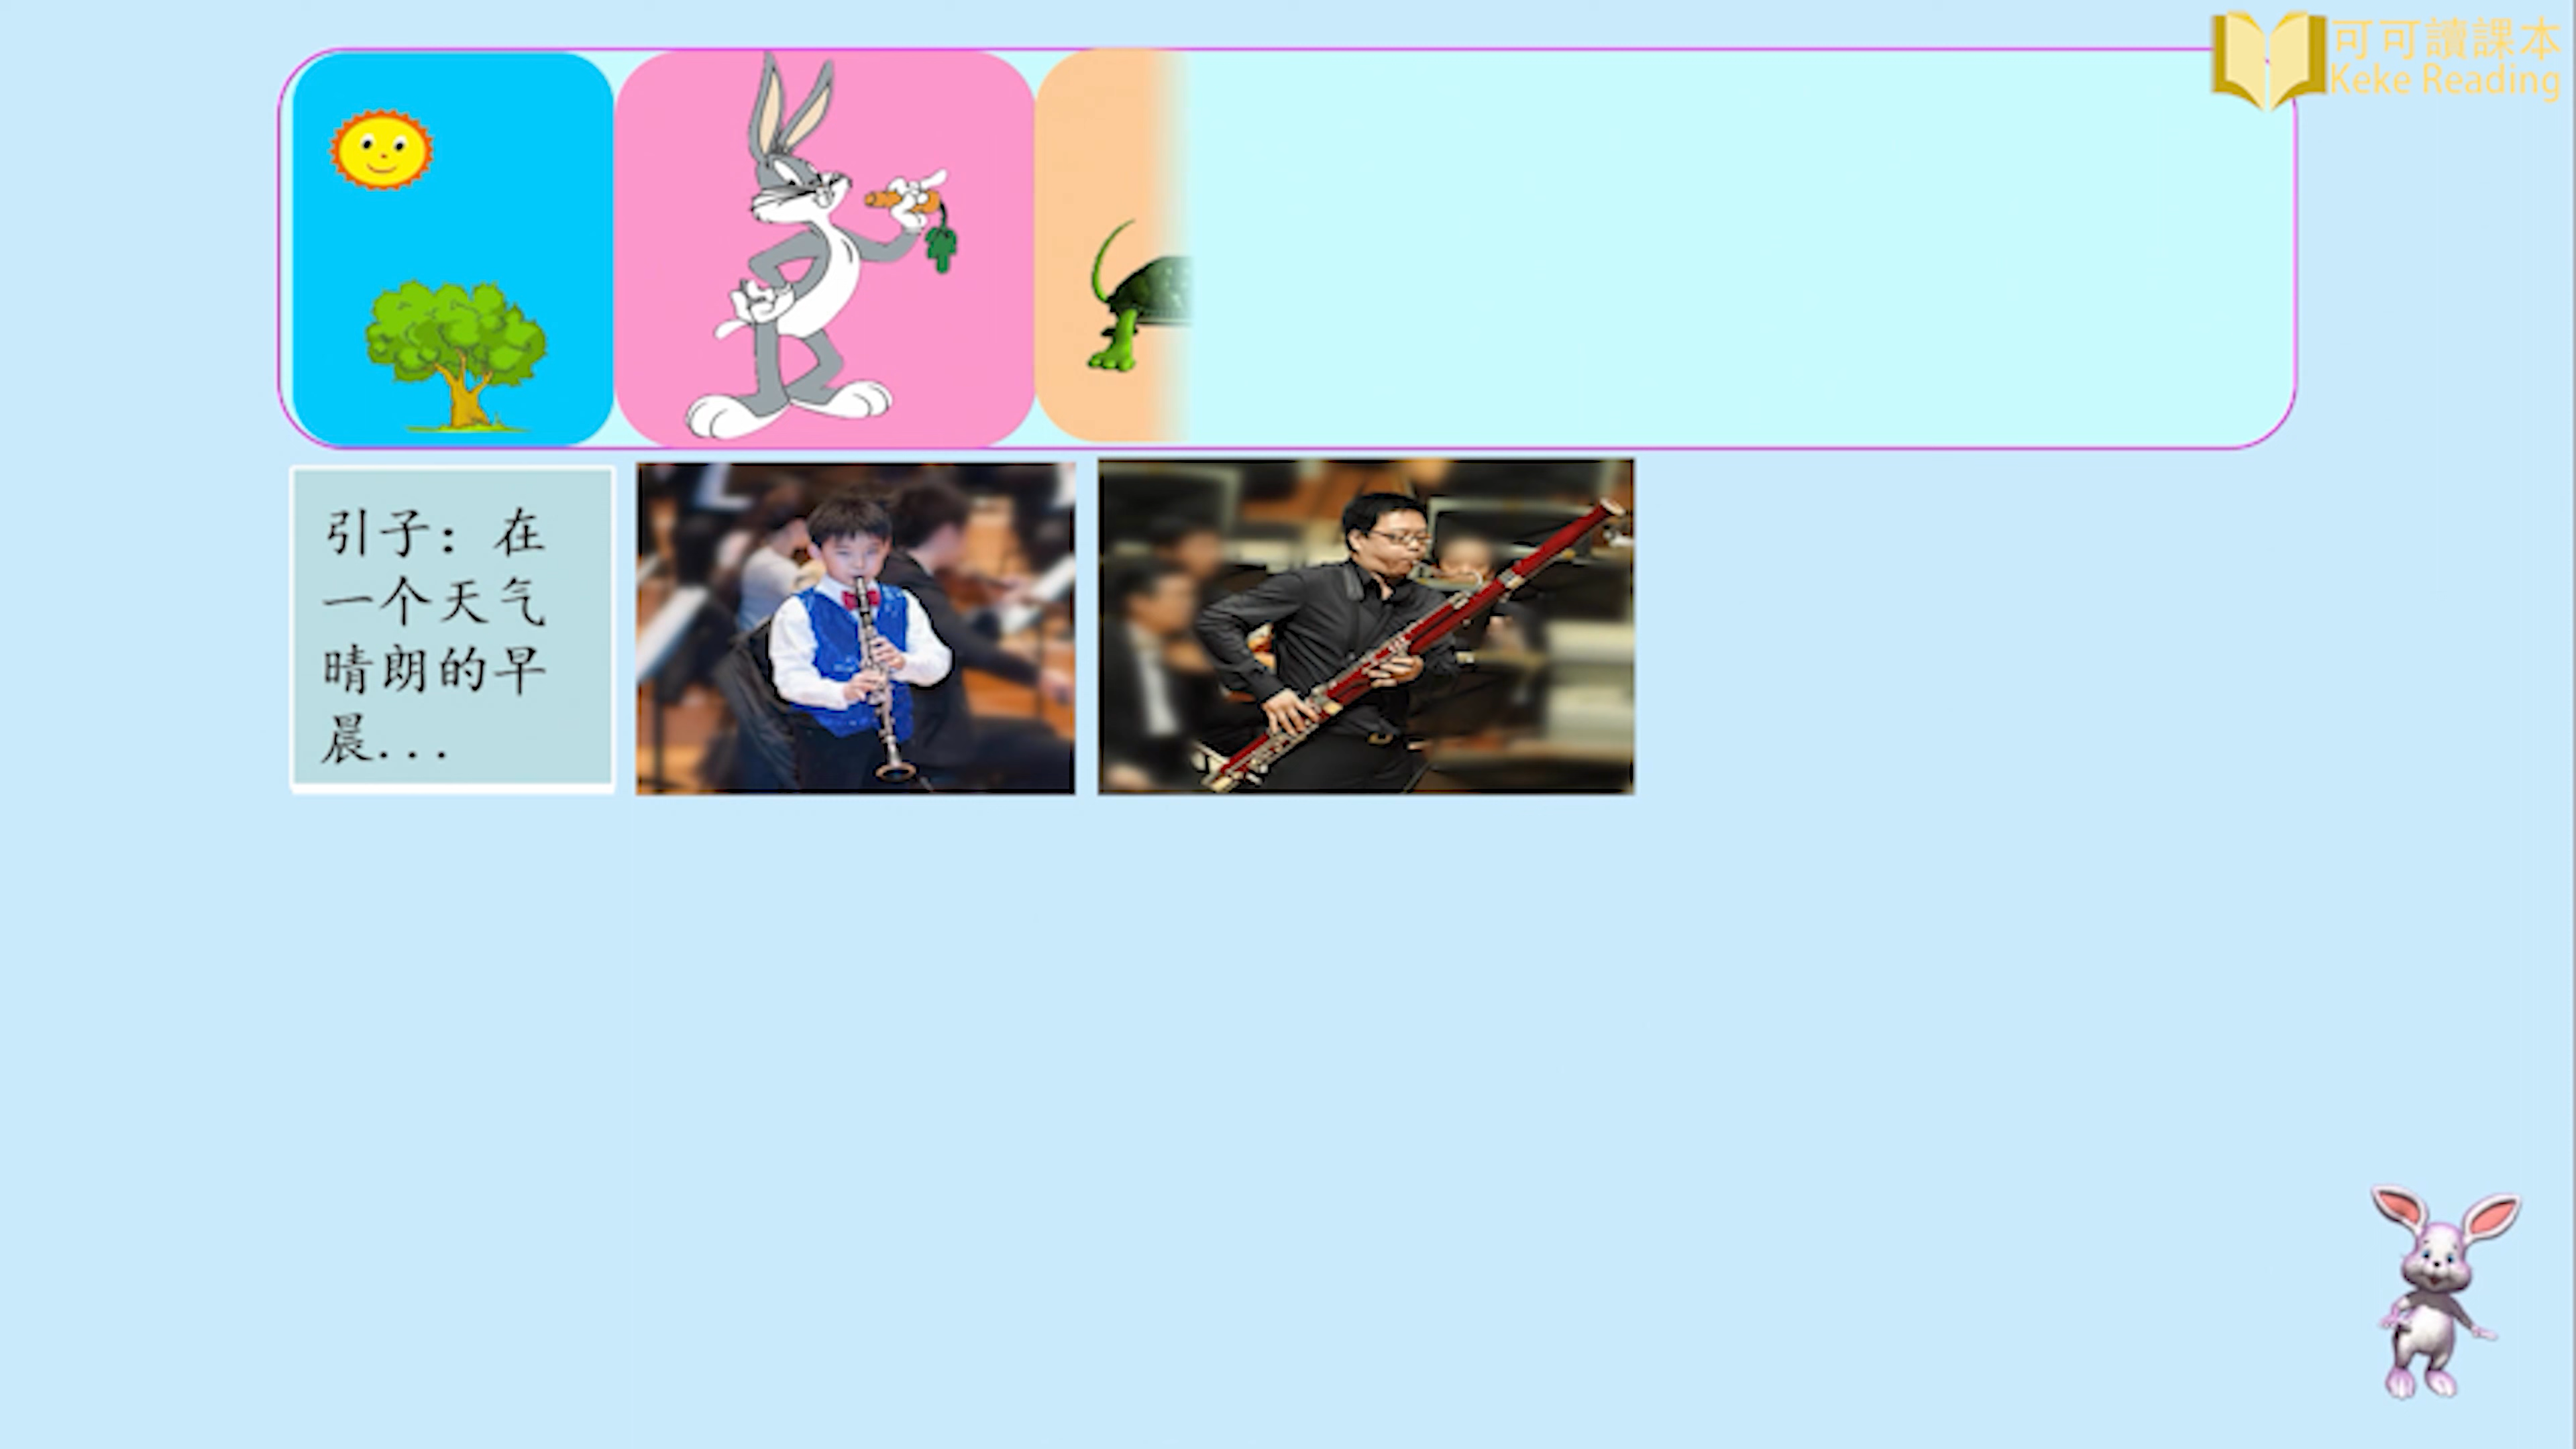 可可讀課本
Keke Reading
引子：在
一个天气
晴朗的早
晨...